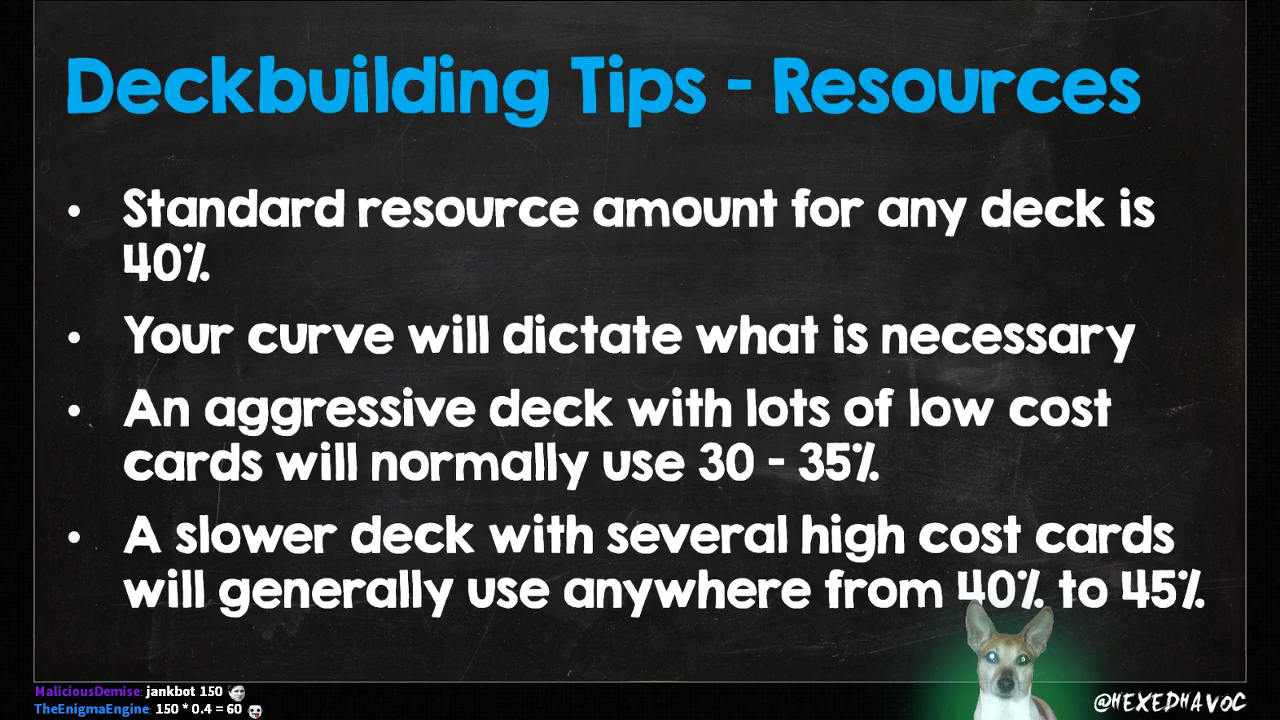 Deckbuilding Tips - Resources
• Standard resource amount for any deck is
40%
• Your curve will dictate what is necessary
• An aggressive deck with lots of low cost
cards will normally use 30 - 35%
• A slower deck with several high cost cards
will generally use anywhere from 40% to 45%
MaliciousDemise: jankbot 150
TheEnigmaEngine: 150 * 0.4 = 60
@HEXEDHAVOC